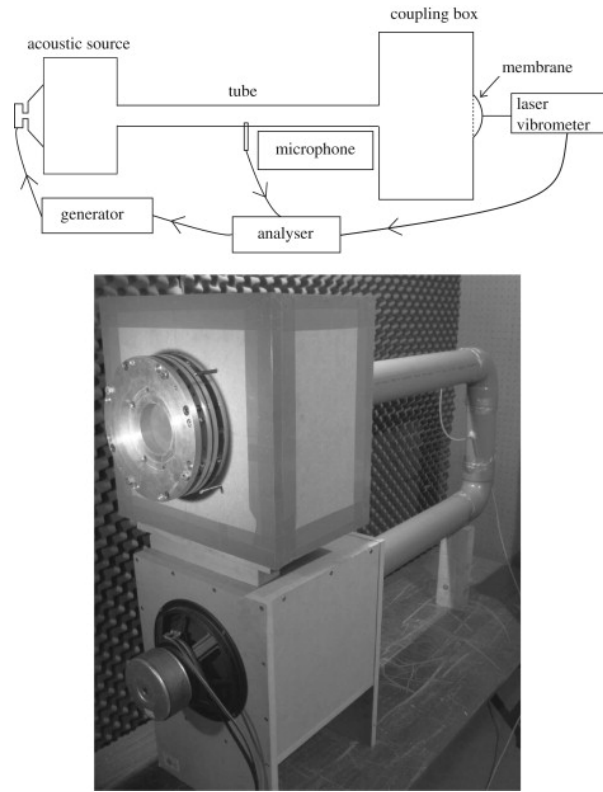 coupling box
acoustic source
membrane
tube
laser
vibrometer
microphone
generator
analyser